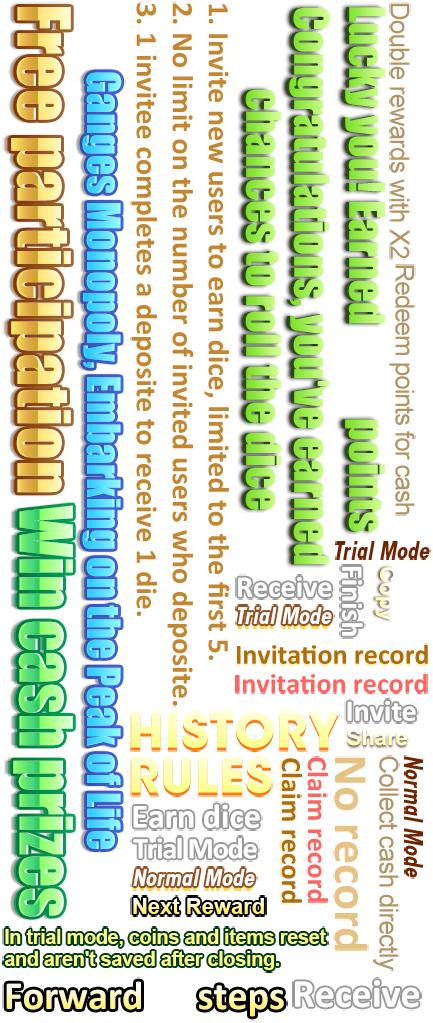 Free participation
Win cash prizes
Ganges Monopoly, Embarking on the Peak of Life
1. Invite new users to earn dice, limited to the first 5.
2. No limit on the number of invited users who deposite.
3. 1 invitee completes a deposite to receive 1 die.
Double rewards with X2
Redeem points for cash
Lucky you! Earned points
Congratulations, you've earned
chances to roll the dice
Trial Mode
Receive
Finish
Copy
Trial Mode
Invitation record
Invitation record
Invite
Share
HISTORY
RULES
Claim record
Claim record
No record
Collect cash directly
Normal Mode
Earn dice
Trial Mode
Normal Mode
Next Reward
In trial mode, coins and items reset
and aren't saved after closing.
Forward steps
Receive